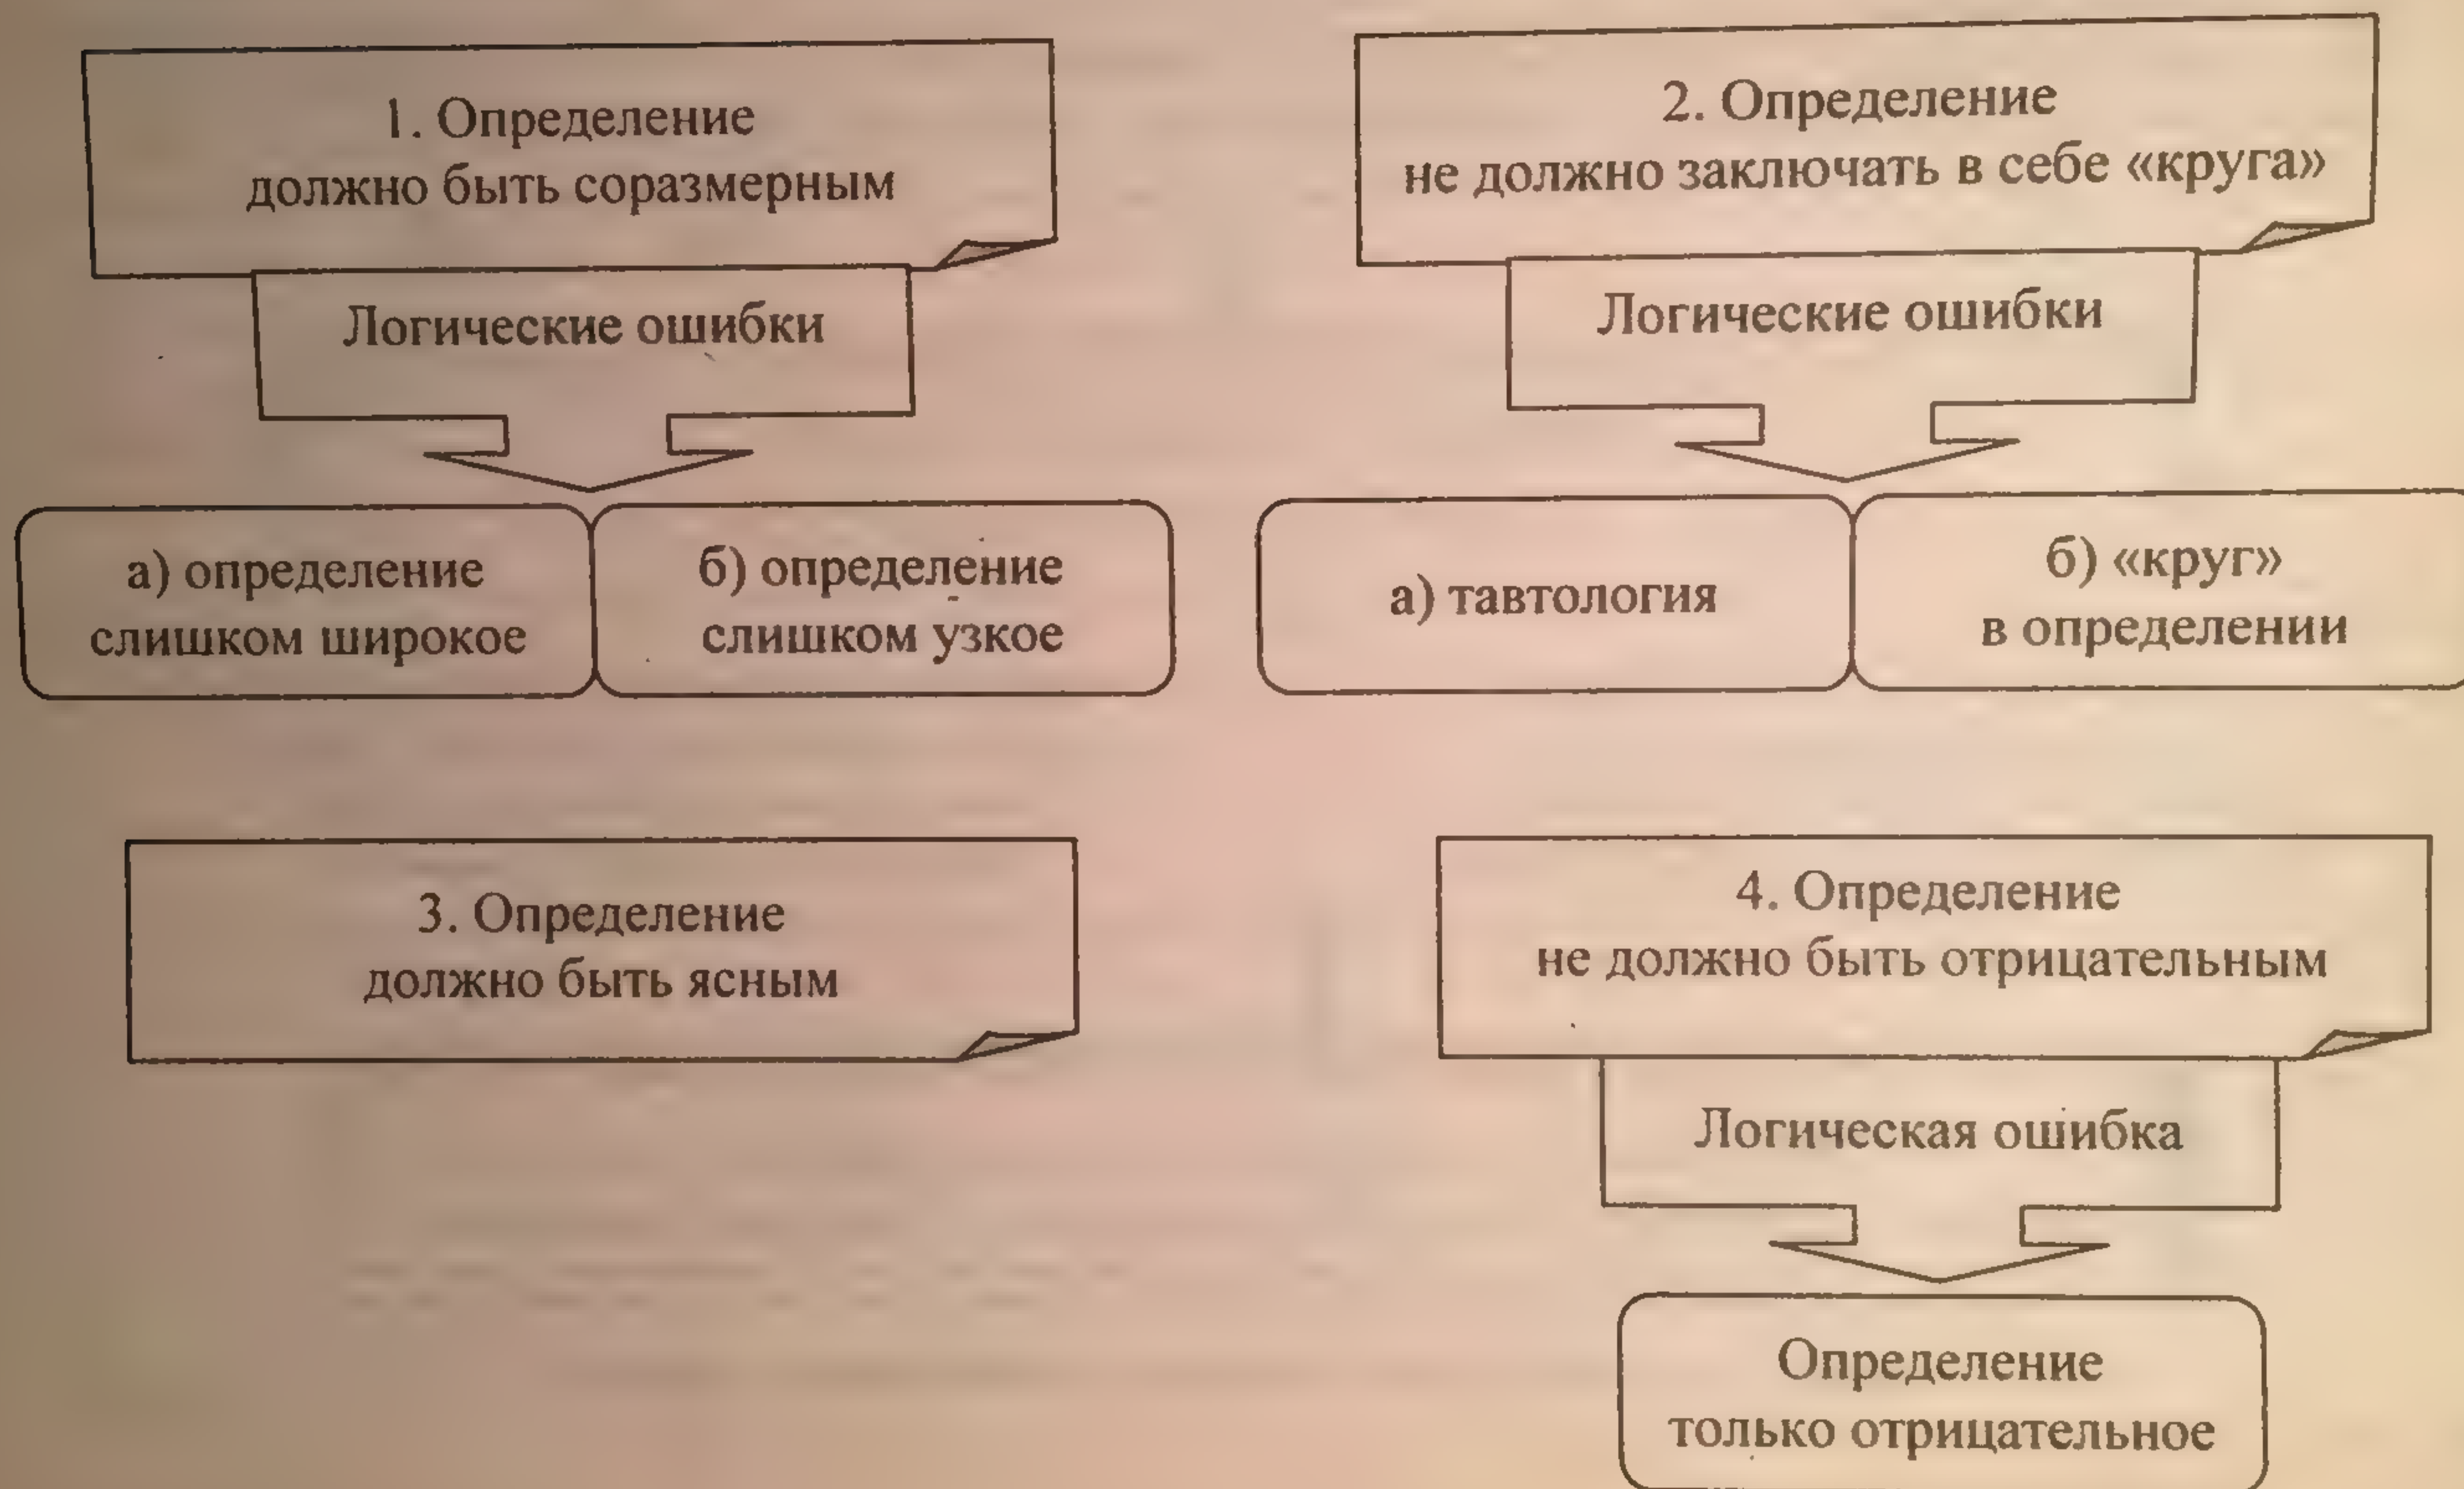 1. Определение
должно быть соразмерным
Логические ошибки
а) определение
слишком широкое
б) определение
слишком узкое
2. Определение
не должно заключать в себе «круга»
Логические ошибки
а) тавтология
б) «круг»
в определении
3. Определение
должно быть ясным
4. Определение
не должно быть отрицательным
Логическая ошибка
Определение
только отрицательное